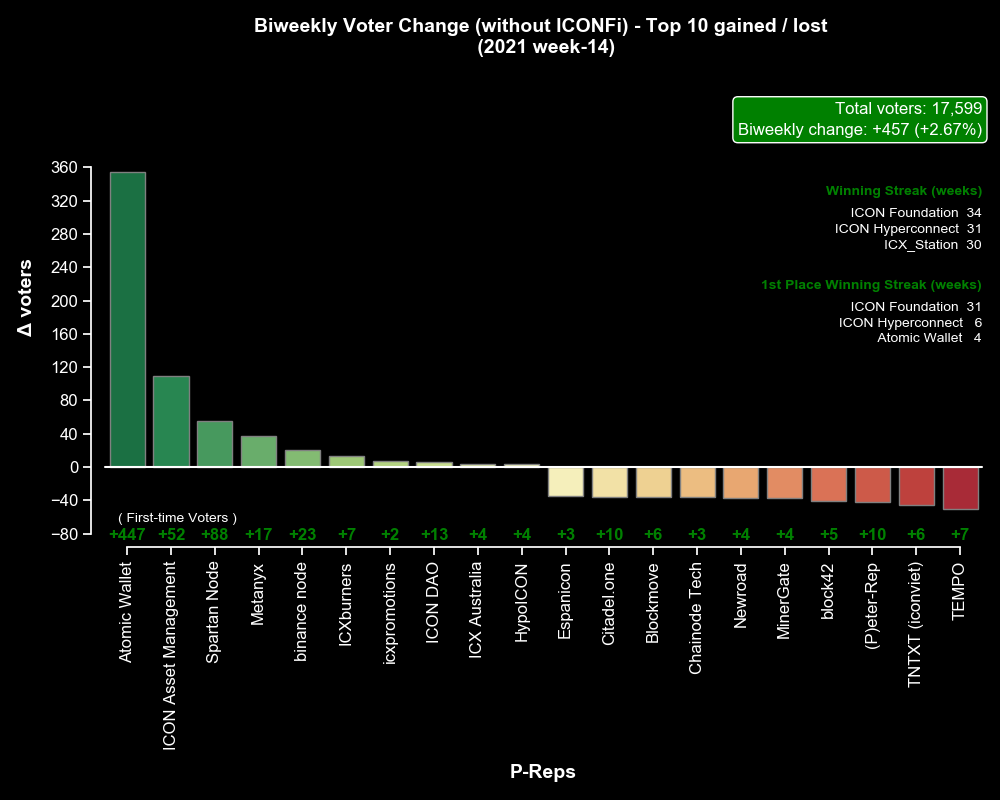 Biweekly Voter Change (without ICONFi) - Top 10 gained / lost
(2021 week-14)
Total voters: 17,599
Biweekly change: +457 (+2.67%)
Winning Streak (weeks)
ICON Foundation 34
ICON Hyperconnect 31
ICX_Station 30
1st Place Winning Streak (weeks)
ICON Foundation 31
ICON Hyperconnect 6
Atomic Wallet 4
Δ voters
360
320
280
240
200
160
120
80
40
0
−40
−80
( First-time Voters )
+447 +52 +88 +17 +23 +7 +2 +13 +4 +4 +3 +10 +6 +3 +4 +4 +5 +10 +6 +7
Atomic Wallet
ICON Asset Management
Spartan Node
Metanyx
binance node
ICXburners
icxpromotions
ICON DAO
ICX Australia
HypoICON
Espanicon
Citadel.one
Blockmove
Chainode Tech
Newroad
MinerGate
block42
(P)eter-Rep
TNTXT (iconviet)
TEMPO
P-Reps